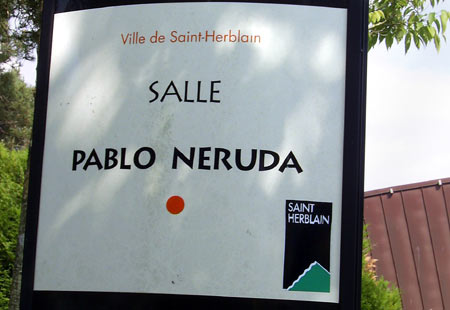 Ville de Saint-Herblain
SALLE
PABLO NERUDA
SAINT
HERBLAIN